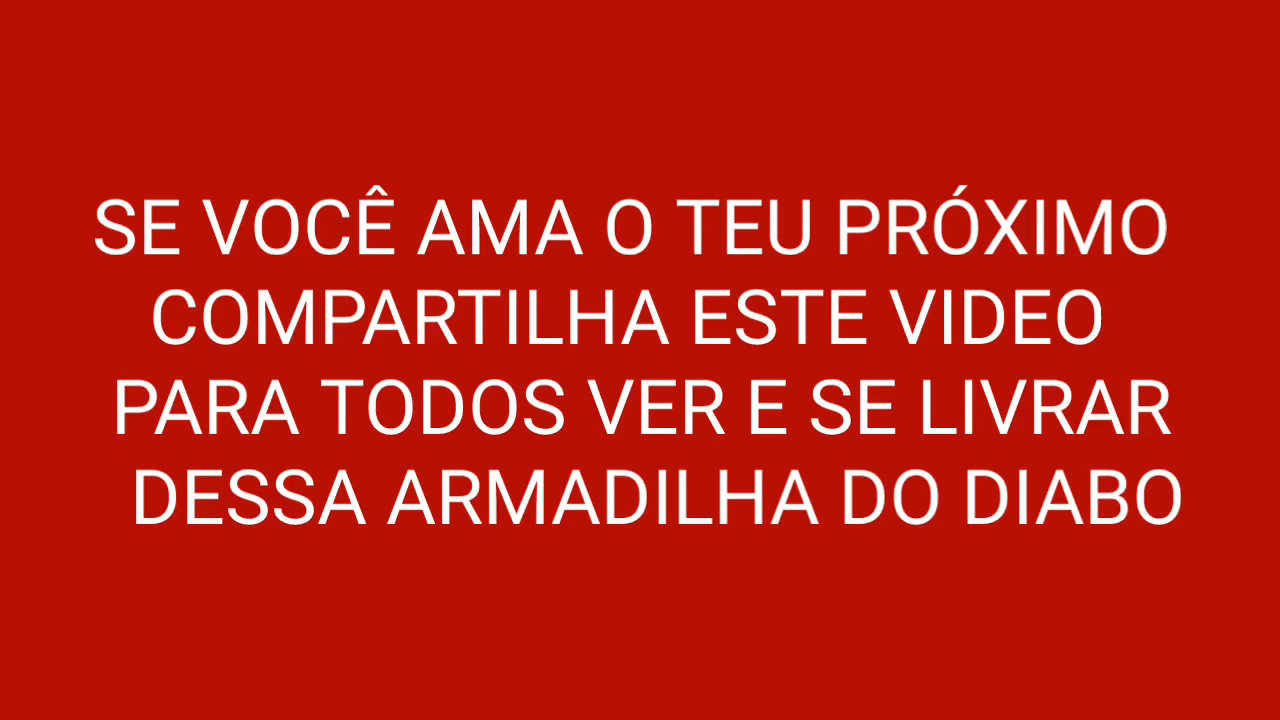 SE VOCÊ AMA O TEU PRÓXIMO
COMPARTILHA ESTE VIDEO
PARA TODOS VER E SE LIVRAR
DESSA ARMADILHA DO DIABO